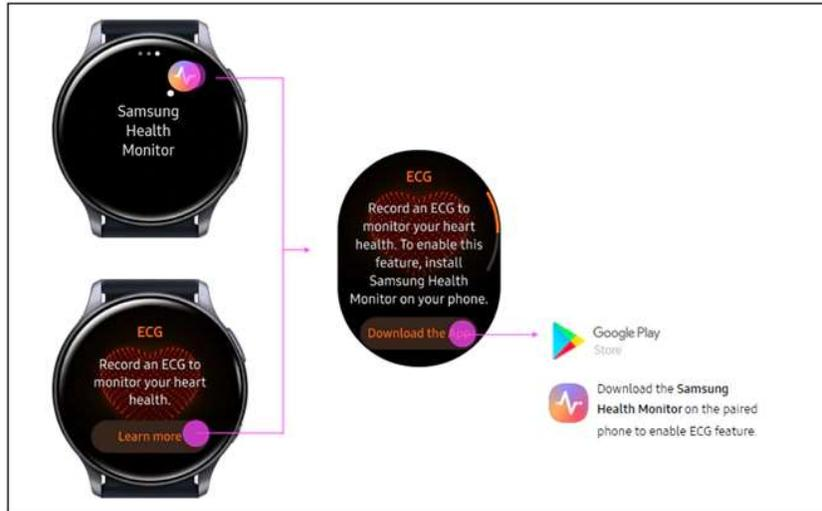 Samsung
Health
Monitor
ECG
Record an ECG to
monitor your heart
health.
Learn more
ECG
Record an ECG to
monitor your heart
health. To enable this
feature, install
Samsung Health
Monitor on your phone.
Download the App
Google Play
Store
Download the Samsung
Health Monitor on the paired
phone to enable ECG feature.